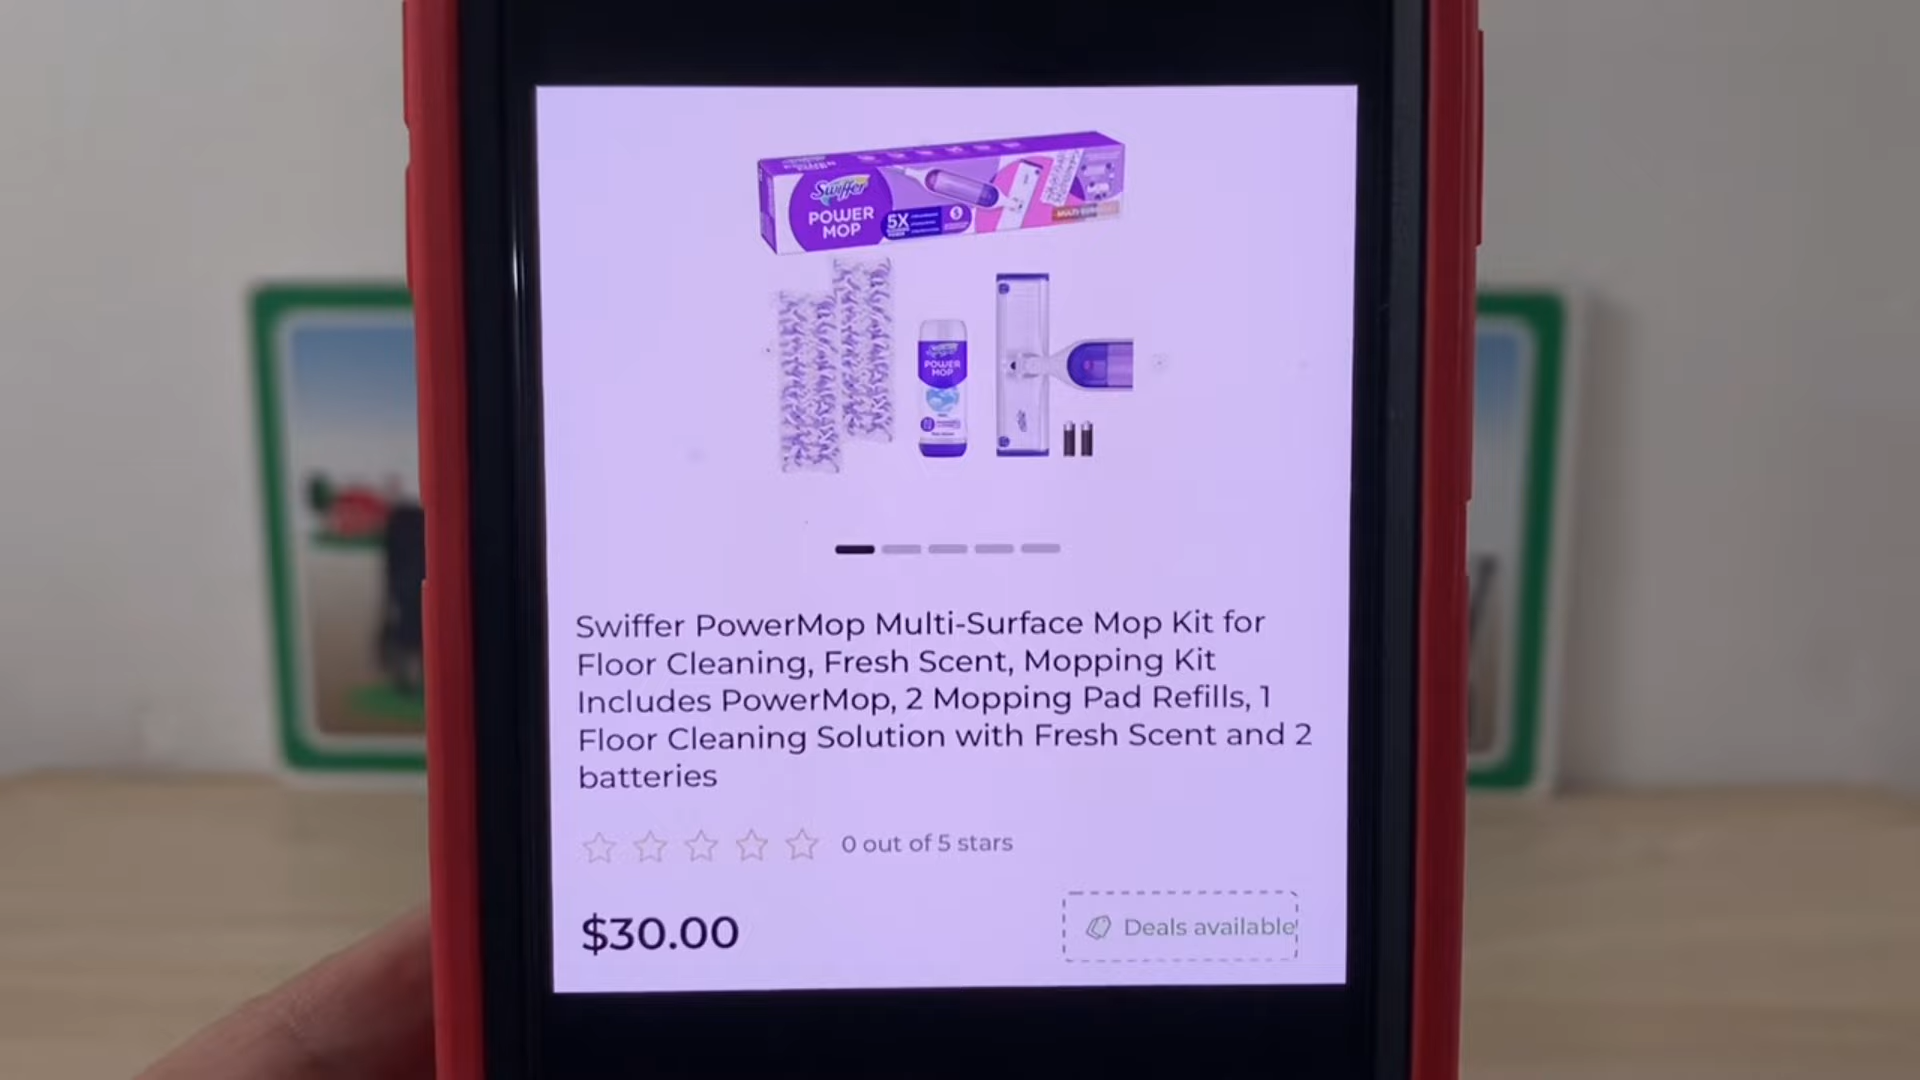 Swiffer
POWER
MOP
5X
Swiffer
POWER
MOP
Swiffer PowerMop Multi-Surface Mop Kit for
Floor Cleaning, Fresh Scent, Mopping Kit
Includes PowerMop, 2 Mopping Pad Refills, 1
Floor Cleaning Solution with Fresh Scent and 2
batteries
0 out of 5 stars
$30.00
Deals available